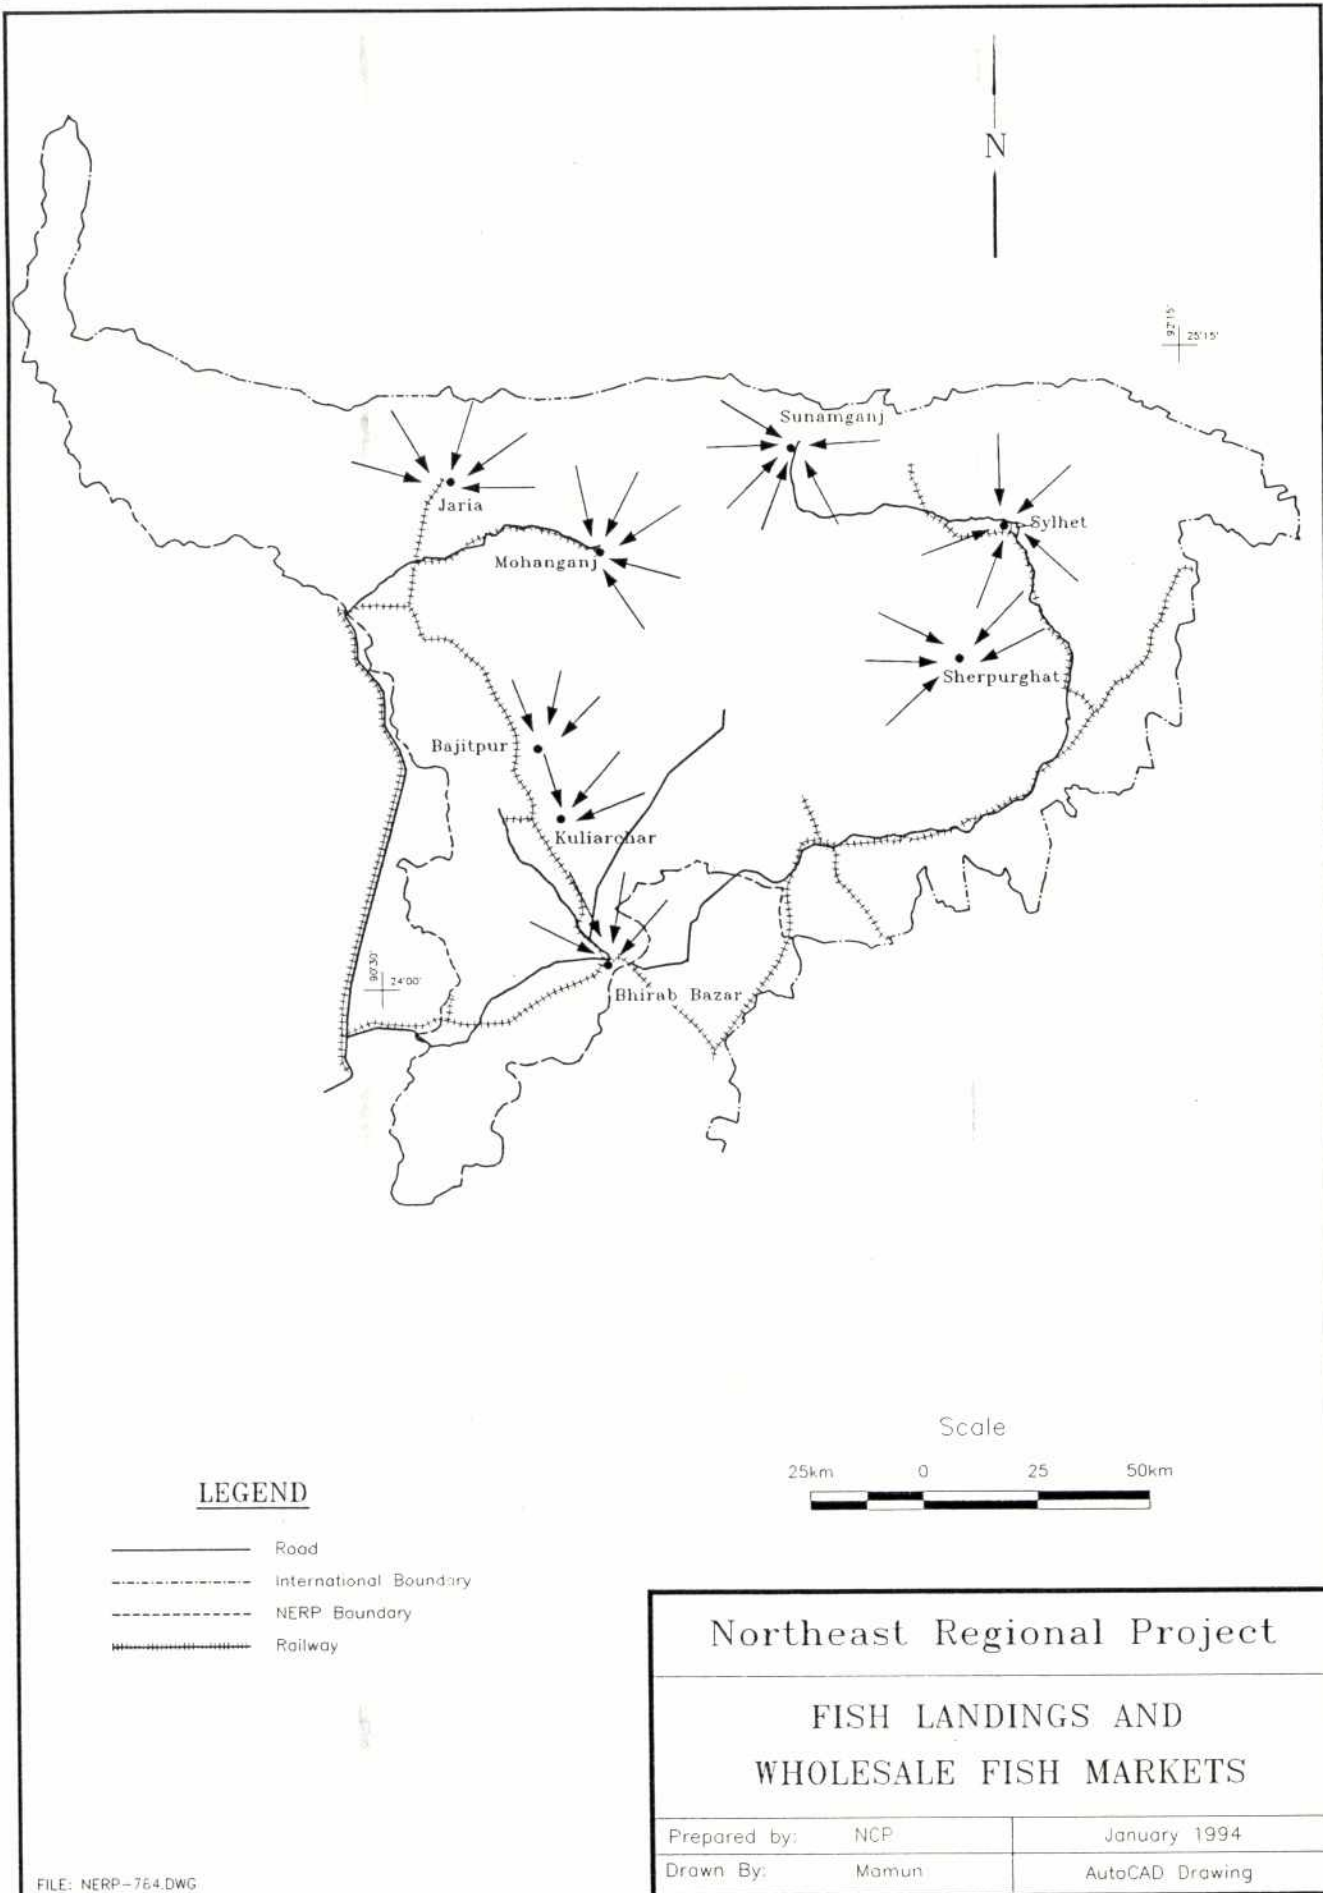 N
92°15'
25°15'
Sunamganj
Jaria
Sylhet
Mohanganj
Sherpurghat
Bajitpur
Kuliarchar
90°30'
24°00'
Bhirab Bazar
Scale
25km 0 25 50km
LEGEND
Road
International Boundary
NERP Boundary
Railway
Northeast Regional Project
FISH LANDINGS AND
WHOLESALE FISH MARKETS
Prepared by: NCP January 1994
Drawn By: Mamun AutoCAD Drawing
FILE: NERP-764.DWG